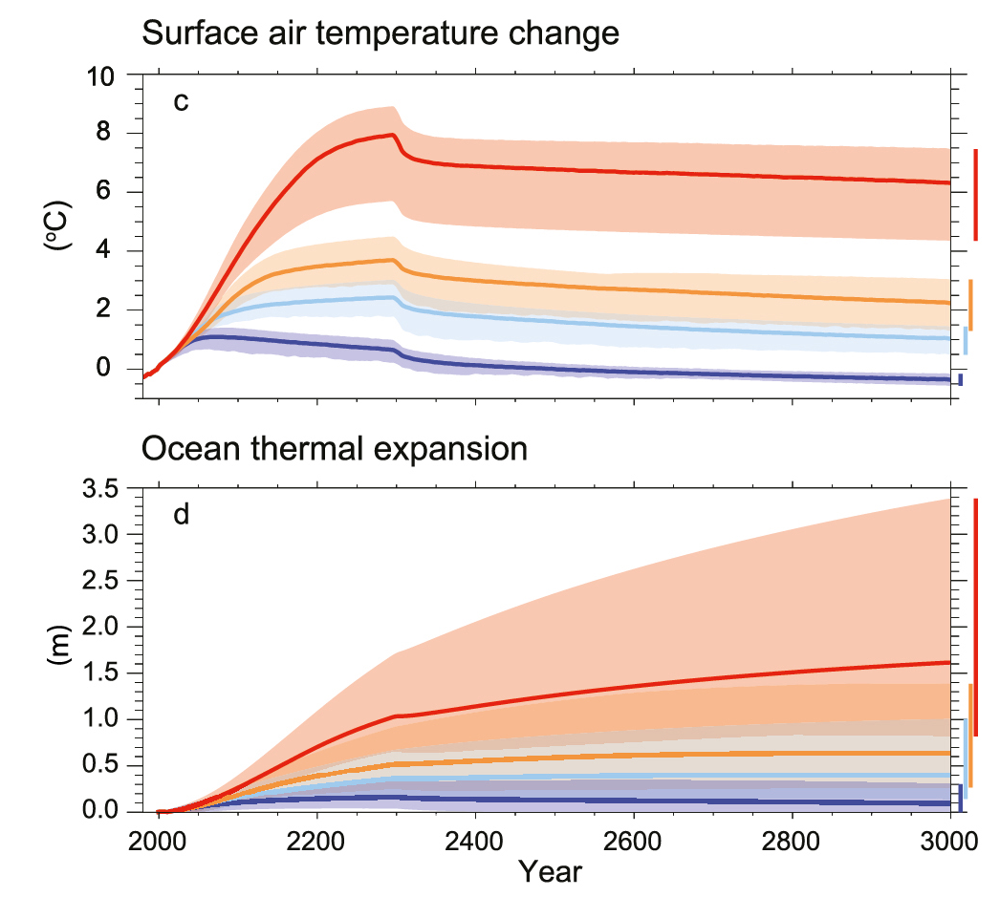 Surface air temperature change
c
10
8
6
4
2
0
(°C)
Ocean thermal expansion
d
3.5
3.0
2.5
2.0
1.5
1.0
0.5
0.0
(m)
2000 2200 2400 2600 2800 3000
Year